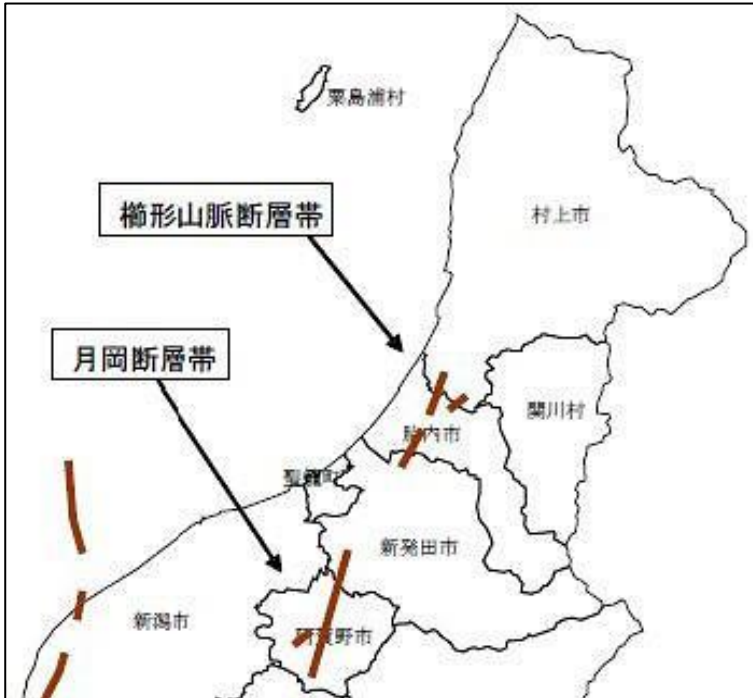 粟島浦村
櫛形山脈断層帯
村上市
月岡断層帯
関川村
胎内市
聖籠町
新発田市
新潟市
阿賀野市